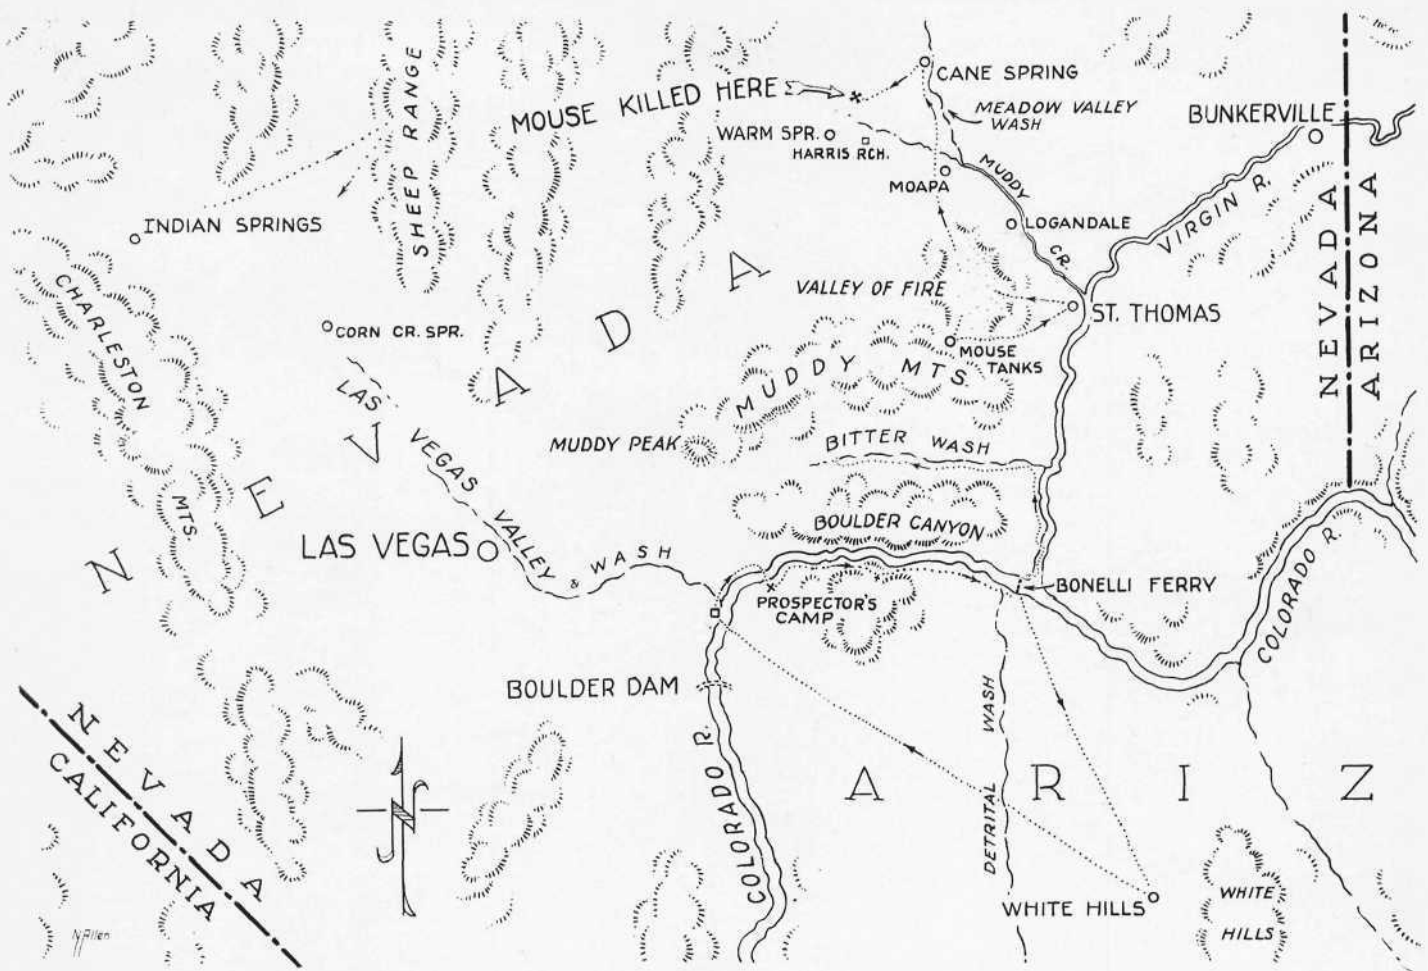 SHEEP RANGE
MOUSE KILLED HERE
CANE SPRING
MEADOW VALLEY
WASH
BUNKERVILLE
WARM SPR.
HARRIS RCH.
MOAPA
MUDDY
CR.
LOGANDALE
VIRGIN R.
NEVADA
ARIZONA
INDIAN SPRINGS
CHARLESTON
MTS.
CORN CR. SPR.
VALLEY OF FIRE
ST. THOMAS
MOUSE
TANKS
MUDDY MTS.
MUDDY PEAK
BITTER WASH
NEVADA
LAS
VEGAS
VALLEY
& WASH
LAS VEGAS
BOULDER CANYON
PROSPECTOR'S
CAMP
BONELLI FERRY
COLORADO R.
BOULDER DAM
COLORADO R.
DETRITAL WASH
ARIZ
WHITE HILLS
WHITE
HILLS
NEVADA
CALIFORNIA
N
N. Allen